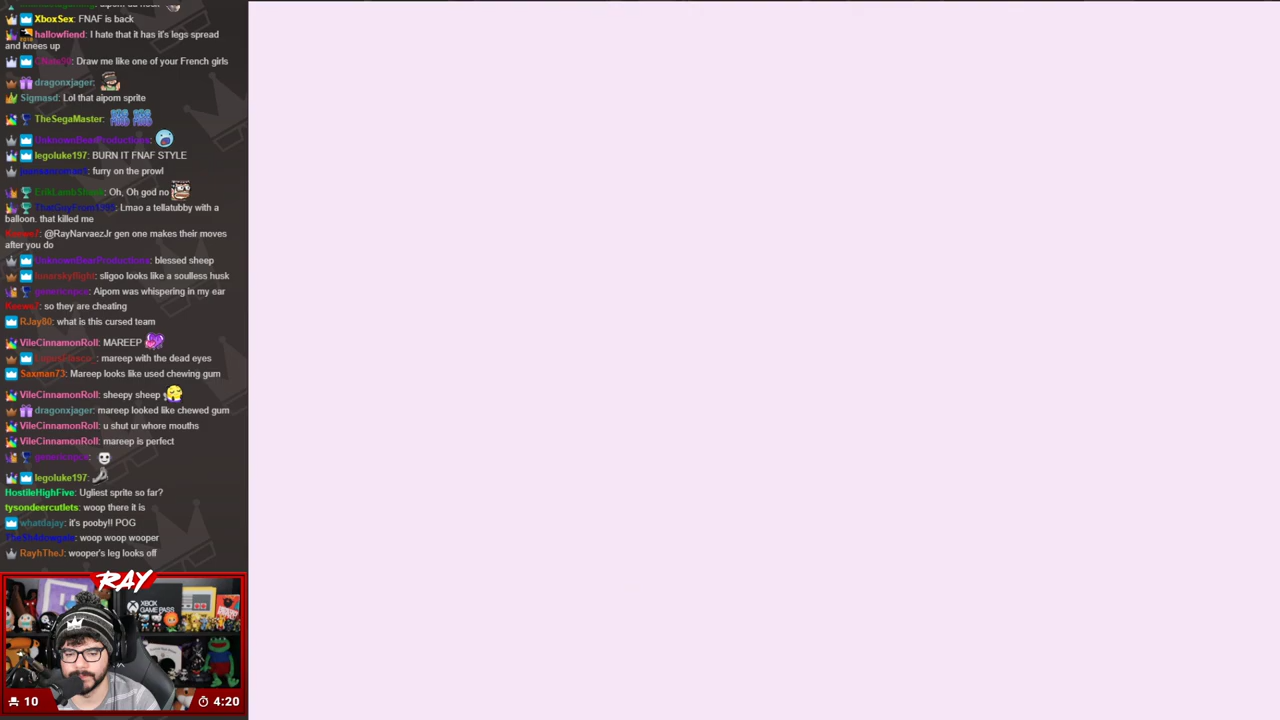 XboxSex: FNAF is back
hallowfiend: I hate that it has it's legs spread
and knees up
Draw me like one of your French girls
dragonxjager:
Sigmasd: Lol that aipom sprite
TheSegaMaster:
UnknownBearProductions:
legoluke197: BURN IT FNAF STYLE
furry on the prowl
Oh, Oh god no
ThatGuyFrom1995: Lmao a tellatubby with a
balloon. that killed me
@RayNarvaezJr gen one makes their moves
after you do
UnknownBearProductions: blessed sheep
lunarskyflight: sligoo looks like a soulless husk
genericnpcs: Aipom was whispering in my ear
so they are cheating
RJay80: what is this cursed team
VileCinnamonRoll: MAREEP
: mareep with the dead eyes
Saxman73: Mareep looks like used chewing gum
VileCinnamonRoll: sheepy sheep
dragonxjager: mareep looked like chewed gum
VileCinnamonRoll: u shut ur whore mouths
VileCinnamonRoll: mareep is perfect
genericnpcs:
legoluke197:
HostileHighFive: Ugliest sprite so far?
tysondeercutlets: woop there it is
whatdajay: it's pooby!! POG
woop woop wooper
RayhTheJ: wooper's leg looks off
RAY
XBOX
GAME PASS
10
4:20